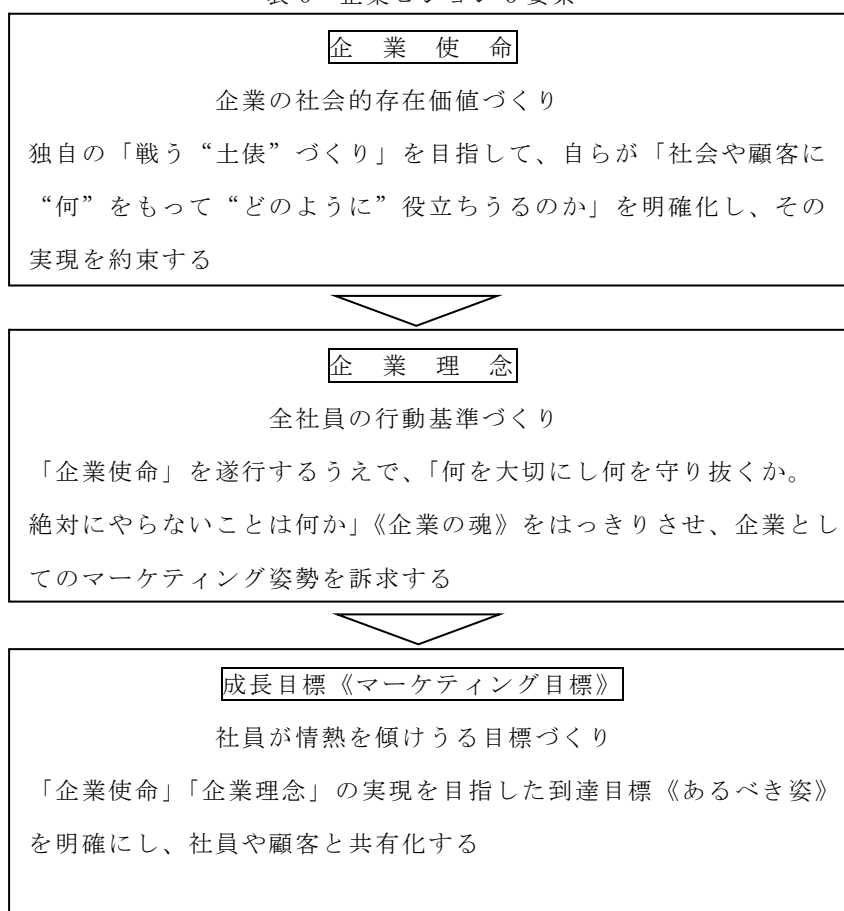 企 業 使 命
企業の社会的存在価値づくり
独自の「戦う“土俵”づくり」を目指して、自らが「社会や顧客に
“何”をもって“どのように”役立ちうるのか」を明確化し、その
実現を約束する
企 業 理 念
全社員の行動基準づくり
「企業使命」を遂行するうえで、「何を大切にし何を守り抜くか。
絶対にやらないことは何か」《企業の魂》をはっきりさせ、企業とし
てのマーケティング姿勢を訴求する
成長目標《マーケティング目標》
社員が情熱を傾けうる目標づくり
「企業使命」「企業理念」の実現を目指した到達目標《あるべき姿》
を明確にし、社員や顧客と共有化する